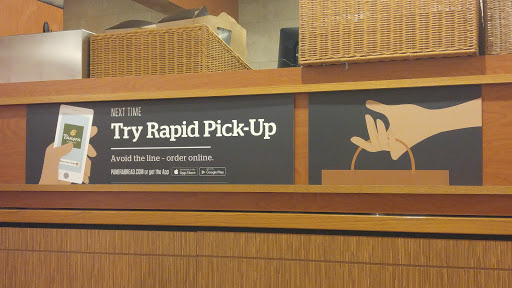 NEXT TIME
Try Rapid Pick-Up
Avoid the line - order online.
PANERABREAD.COM or get the App
App Store
Google Play
Panera